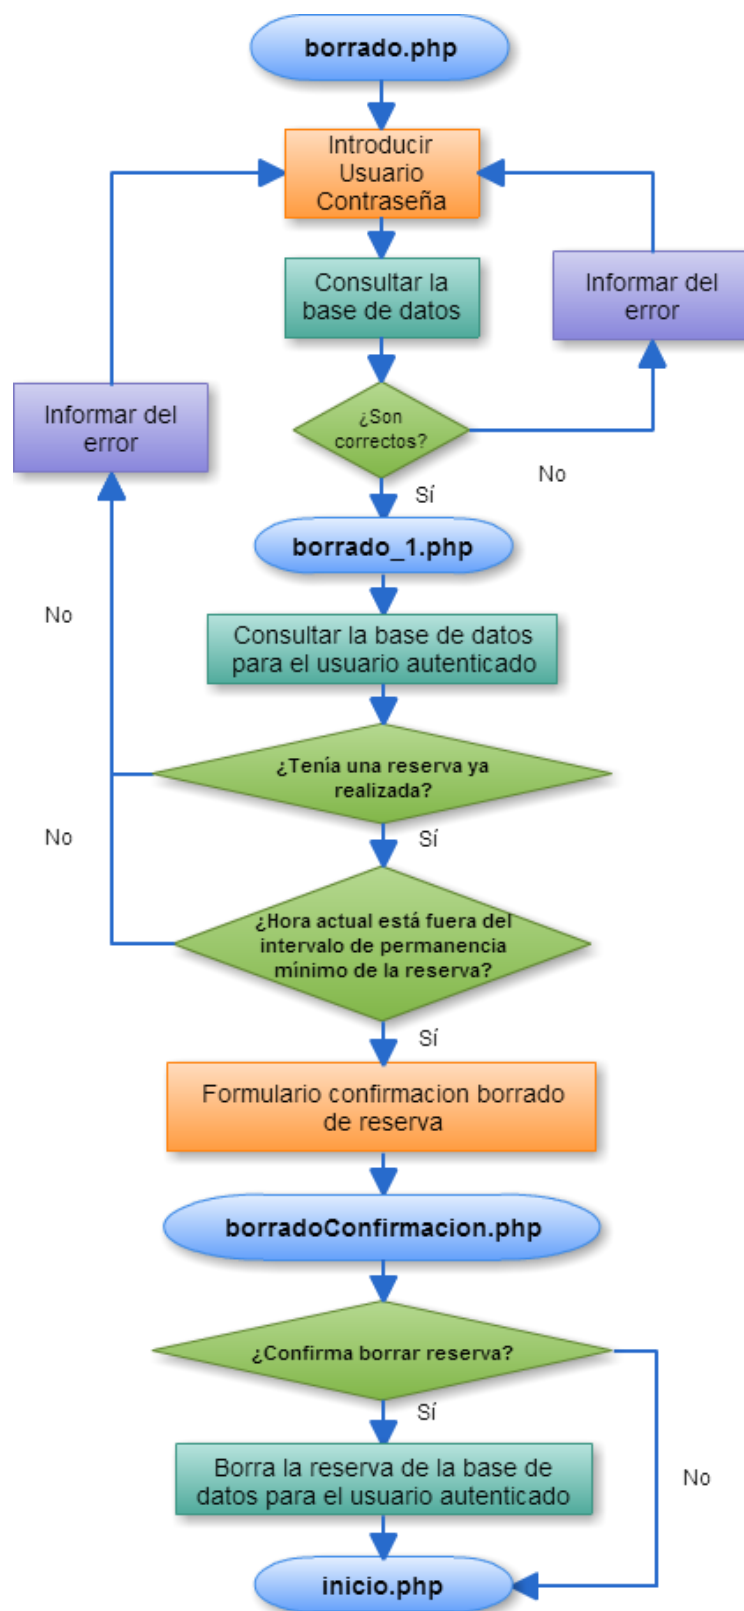 borrado.php
Introducir
Usuario
Contraseña
Consultar la
base de datos
Informar del
error
Informar del
error
¿Son
correctos?
No
Sí
borrado_1.php
No
Consultar la base de datos
para el usuario autenticado
¿Tenía una reserva ya
realizada?
No
Sí
¿Hora actual está fuera del
intervalo de permanencia
mínimo de la reserva?
Sí
Formulario confirmacion borrado
de reserva
borradoConfirmacion.php
¿Confirma borrar reserva?
Sí
Borra la reserva de la base de
datos para el usuario autenticado
No
inicio.php